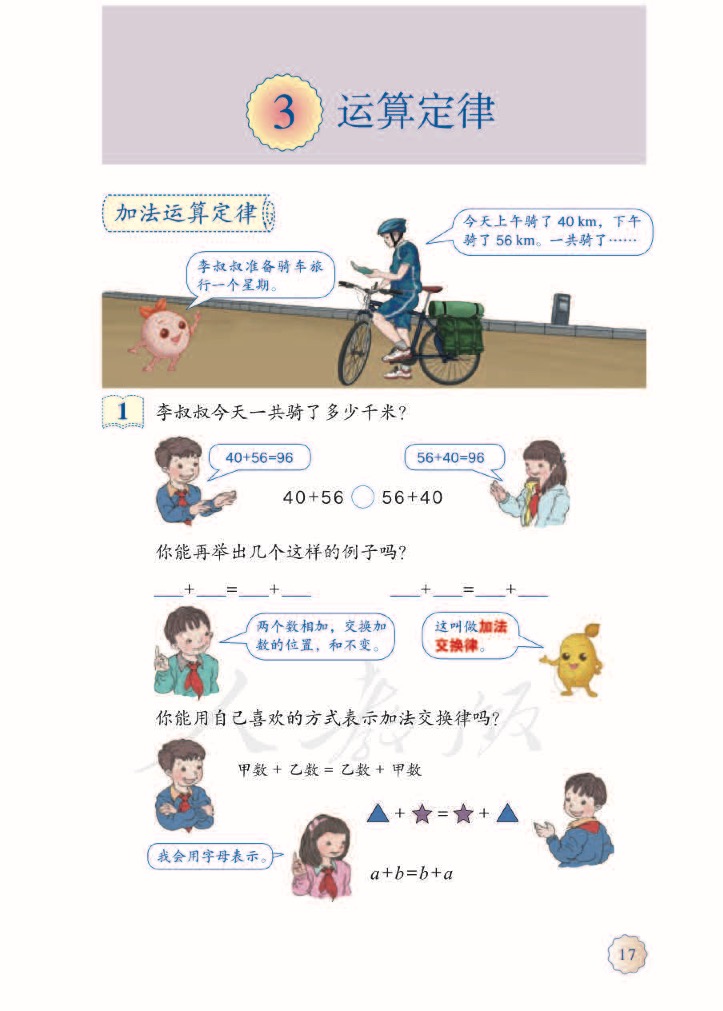 3 运算定律
加法运算定律
今天上午骑了 40 km，下午
骑了 56 km。一共骑了……
李叔叔准备骑车旅
行一个星期。
1 李叔叔今天一共骑了多少千米？
40+56=96
56+40=96
40+56 ○ 56+40
你能再举出几个这样的例子吗？
___+___=___+___ ___+___=___+___
两个数相加，交换加
数的位置，和不变。
这叫做加法
交换律。
人教版
你能用自己喜欢的方式表示加法交换律吗？
甲数 + 乙数 = 乙数 + 甲数
▲ + ★ = ★ + ▲
我会用字母表示。
a+b=b+a
17